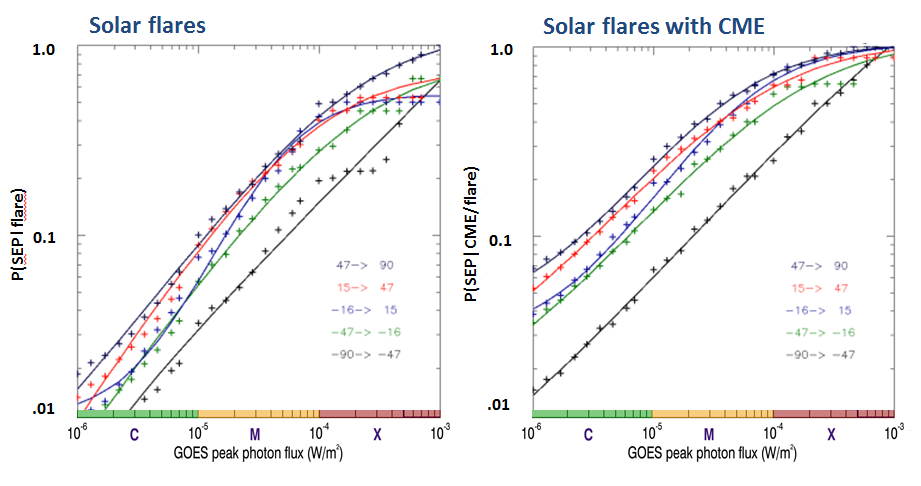 Solar flares
P(SEP | flare)
1.0
0.1
.01
47—> 90
15—> 47
−16—> 15
−47—> −16
−90—> −47
10⁻⁶ 10⁻⁵ 10⁻⁴ 10⁻³
C M X
GOES peak photon flux (W/m²)
Solar flares with CME
P(SEP | CME/flare)
1.0
0.1
.01
47—> 90
15—> 47
−16—> 15
−47—> −16
−90—> −47
10⁻⁶ 10⁻⁵ 10⁻⁴ 10⁻³
C M X
GOES peak photon flux (W/m²)